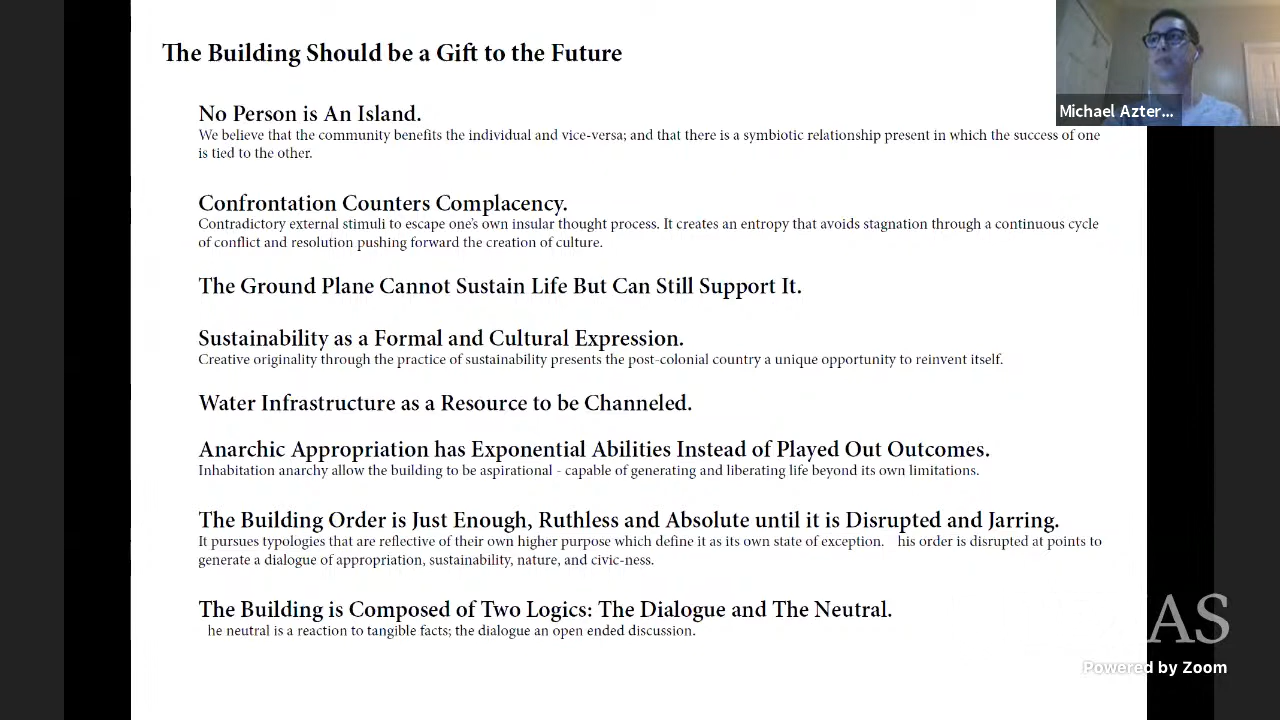 The Building Should be a Gift to the Future
Michael Azter...
No Person is An Island.
We believe that the community benefits the individual and vice-versa; and that there is a symbiotic relationship present in which the success of one
is tied to the other.
Confrontation Counters Complacency.
Contradictory external stimuli to escape one's own insular thought process. It creates an entropy that avoids stagnation through a continuous cycle
of conflict and resolution pushing forward the creation of culture.
The Ground Plane Cannot Sustain Life But Can Still Support It.
Sustainability as a Formal and Cultural Expression.
Creative originality through the practice of sustainability presents the post-colonial country a unique opportunity to reinvent itself.
Water Infrastructure as a Resource to be Channeled.
Anarchic Appropriation has Exponential Abilities Instead of Played Out Outcomes.
Inhabitation anarchy allow the building to be aspirational - capable of generating and liberating life beyond its own limitations.
The Building Order is Just Enough, Ruthless and Absolute until it is Disrupted and Jarring.
It pursues typologies that are reflective of their own higher purpose which define it as its own state of exception. his order is disrupted at points to
generate a dialogue of appropriation, sustainability, nature, and civic-ness.
The Building is Composed of Two Logics: The Dialogue and The Neutral.
he neutral is a reaction to tangible facts; the dialogue an open ended discussion.
AS
Powered by Zoom